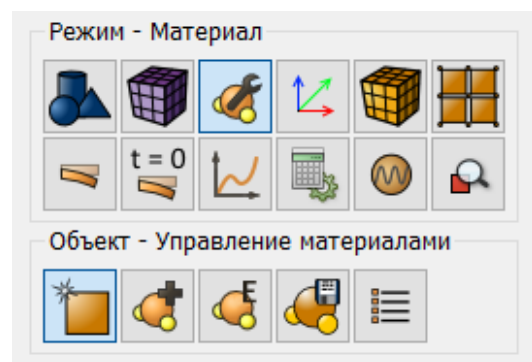 Режим - Материал
t = 0
Объект - Управление материалами
E